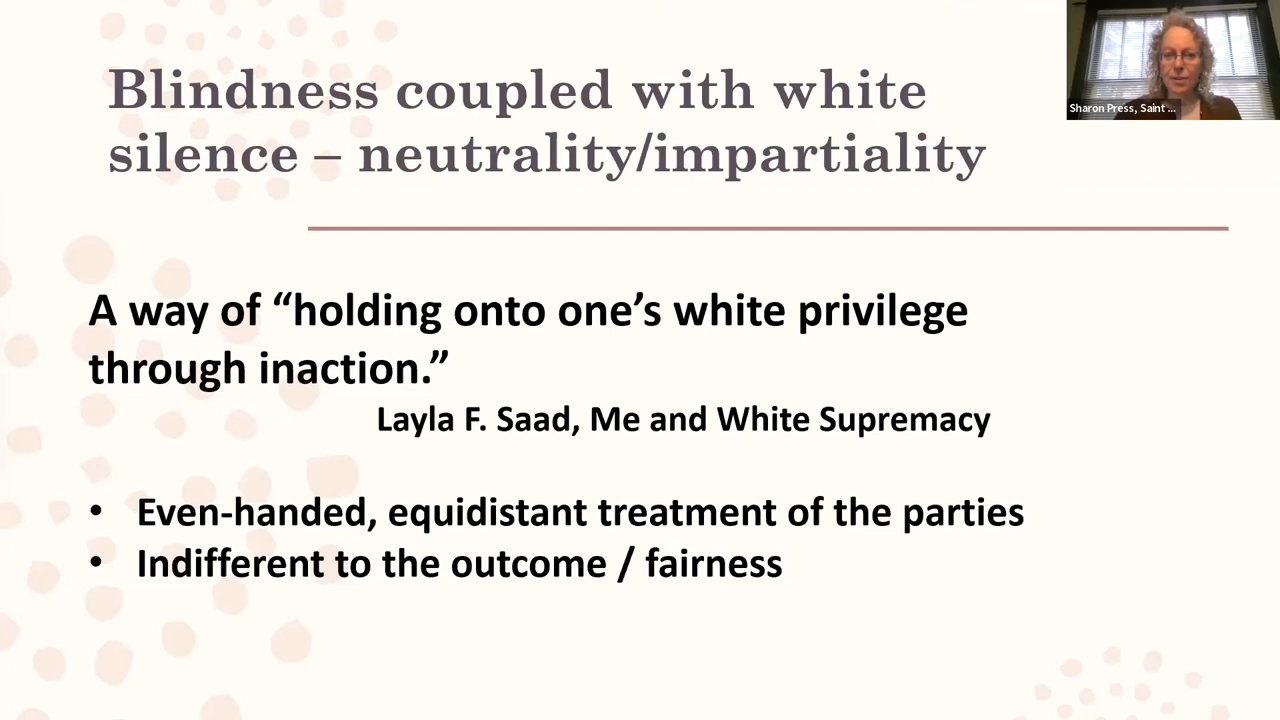 Blindness coupled with white
silence – neutrality/impartiality
Sharon Press, Saint ...
A way of “holding onto one’s white privilege
through inaction.”
Layla F. Saad, Me and White Supremacy
• Even-handed, equidistant treatment of the parties
• Indifferent to the outcome / fairness